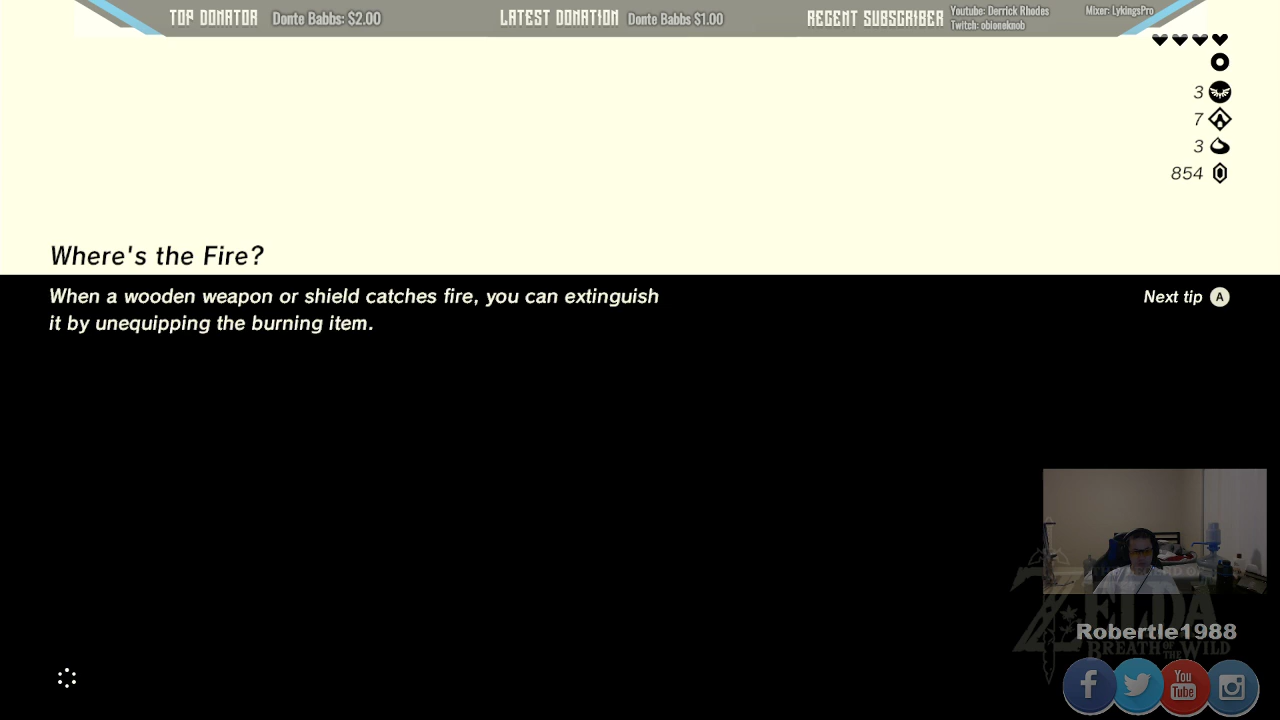 TOP DONATOR Donte Babbs: $2.00 LATEST DONATION Donte Babbs $1.00 RECENT SUBSCRIBER Youtube: Derrick Rhodes Mixer: LykingsPro
Twitch: obioneknob
3
7
3
854
Where's the Fire?
When a wooden weapon or shield catches fire, you can extinguish
it by unequipping the burning item.
Next tip A
ZELDA
Robertle1988
BREATH OF THE WILD
You
Tube